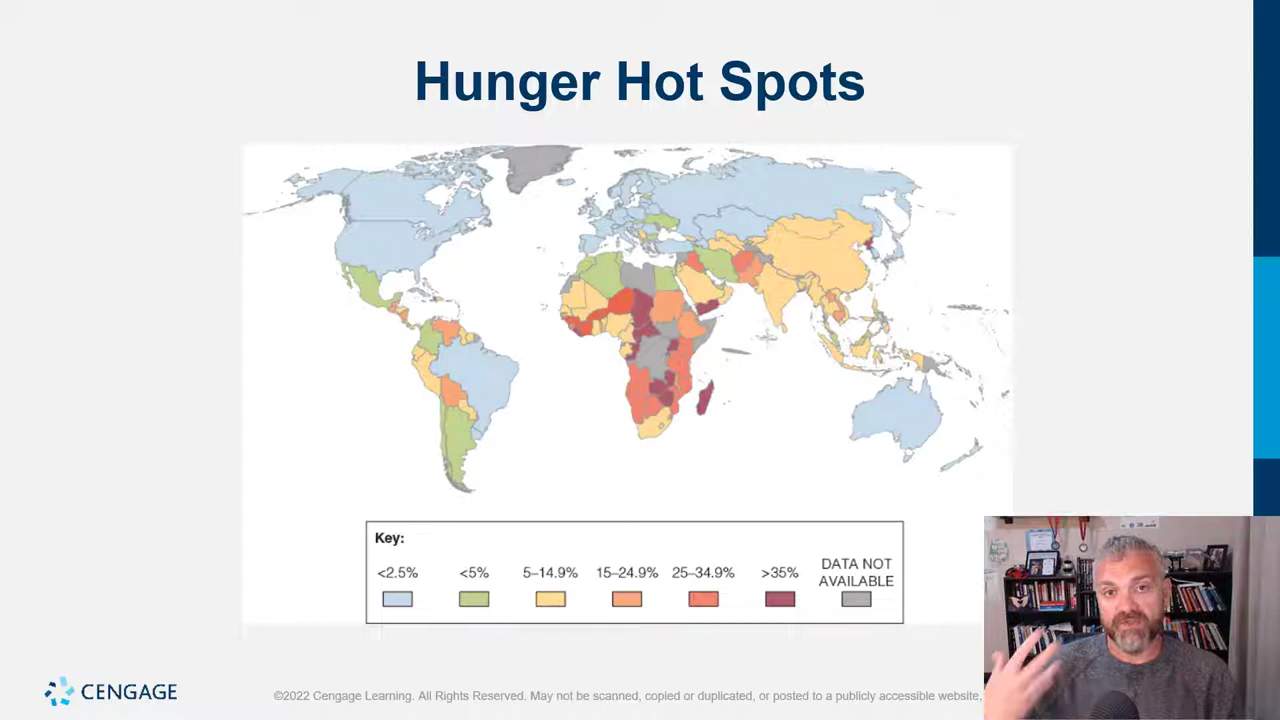 Hunger Hot Spots
Key:
<2.5%
<5%
5–14.9%
15–24.9%
25–34.9%
>35%
DATA NOT
AVAILABLE
CENGAGE
©2022 Cengage Learning. All Rights Reserved. May not be scanned, copied or duplicated, or posted to a publicly accessible website,